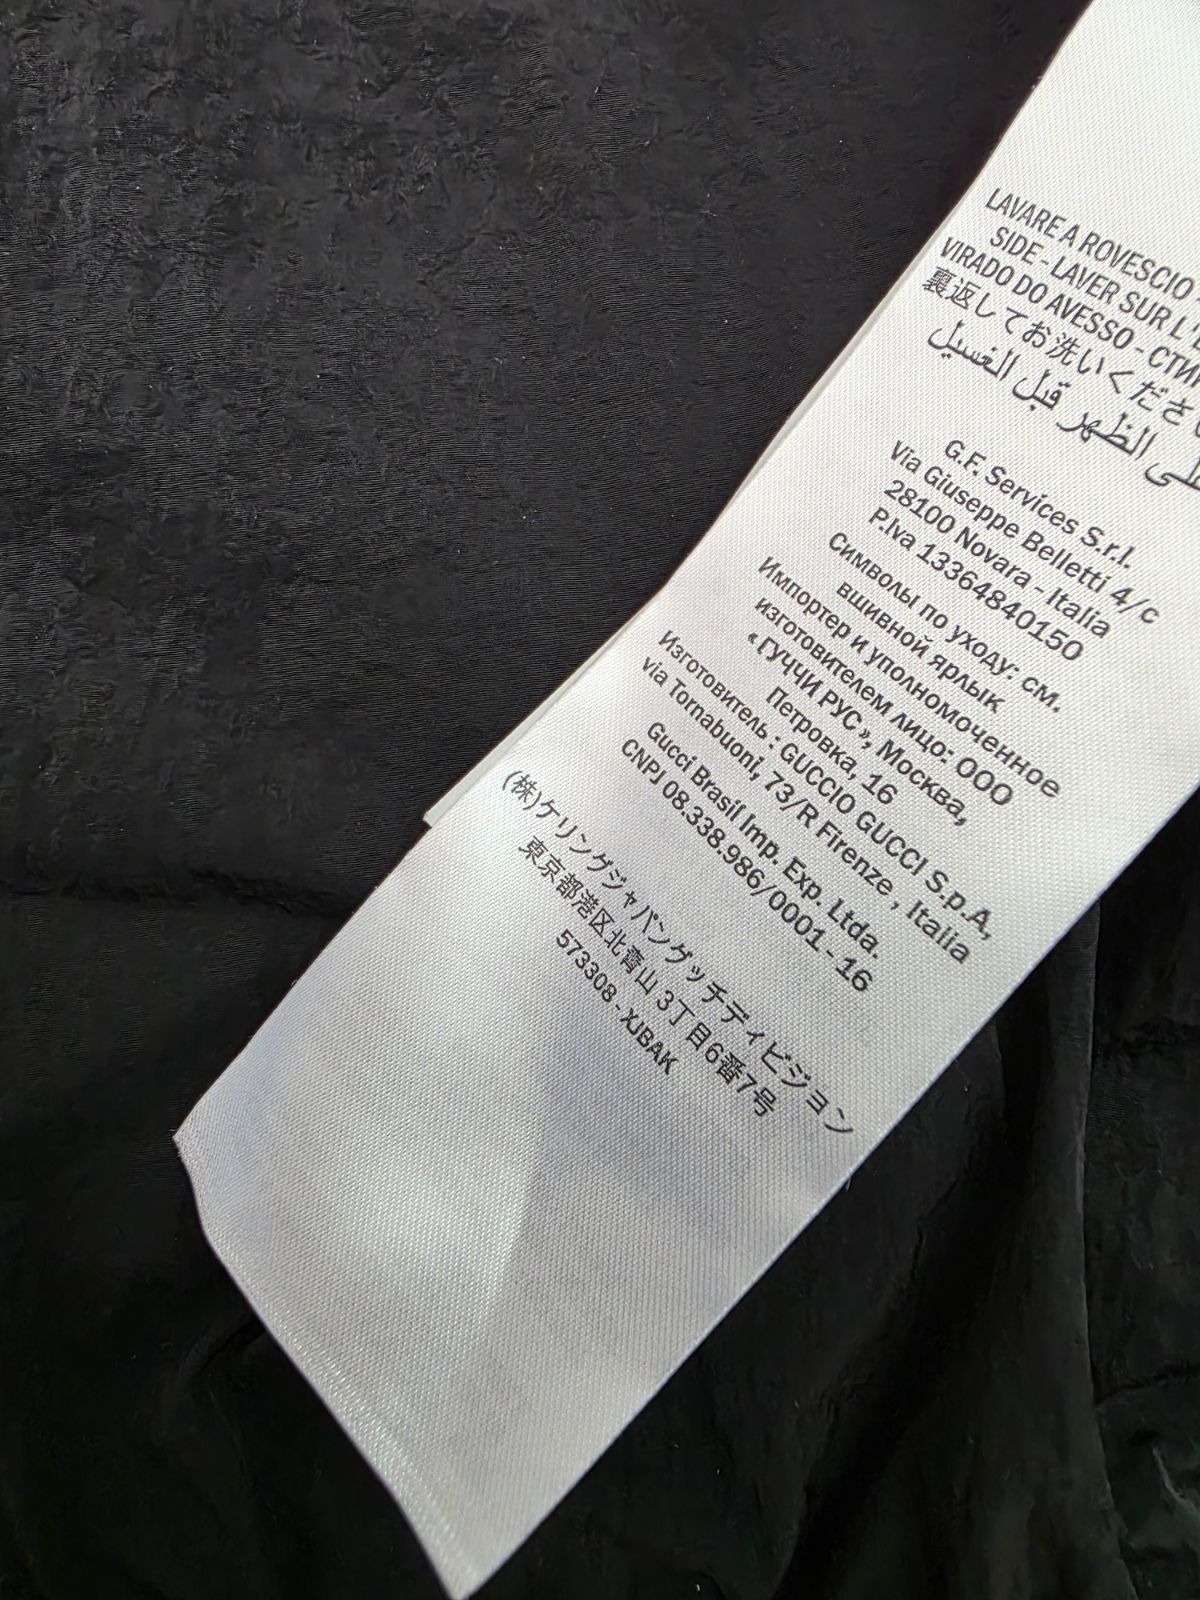 LAVARE A ROVESCIO
SIDE - LAVER SUR L'
VIRADO DO AVESSO -
裏返してお洗いくださ
الظهر قبل الغسيل
G.F. Services S.r.l.
Via Giuseppe Belletti 4/c
28100 Novara - Italia
P.Iva 13364840150
Символы по уходу: см.
вшивной ярлык
Импортер и уполномоченное
изготовителем лицо: ООО
«ГУЧЧИ РУС», Москва,
Петровка, 16
Изготовитель : GUCCIO GUCCI S.p.A,
via Tornabuoni, 73/R Firenze , Italia
Gucci Brasil Imp. Exp. Ltda.
CNPJ 08.338.986/0001-16
(株)ケリングジャパングッチディビジョン
東京都港区北青山3丁目6番7号
573308 - XJBAK